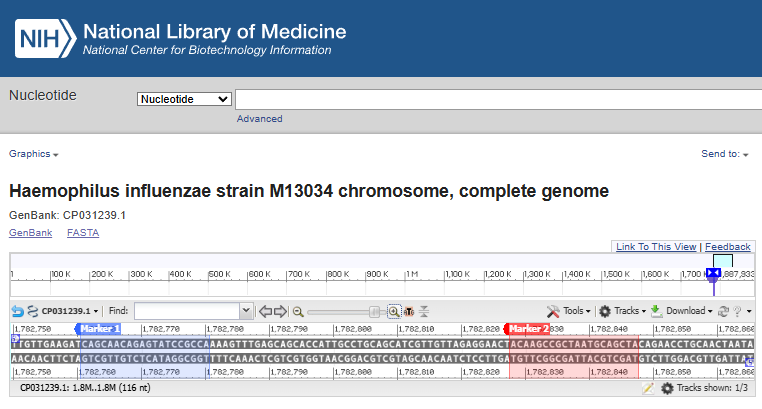 NIH National Library of Medicine
National Center for Biotechnology Information
Nucleotide Nucleotide
Advanced
Graphics Send to:
Haemophilus influenzae strain M13034 chromosome, complete genome
GenBank: CP031239.1
GenBank FASTA
Link To This View | Feedback
1 100 K 200 K 300 K 400 K 500 K 600 K 700 K 800 K 900 K 1 M 1,100 K 1,200 K 1,300 K 1,400 K 1,500 K 1,600 K 1,700 K 1,887,933
CP031239.1 Find: Tools Tracks Download ?
1,782,750 Marker 1 1,782,770 1,782,780 1,782,790 1,782,800 1,782,810 1,782,820 Marker 2 830 1,782,840 1,782,850 1,782,860
TTGTTGAAGATCAGCAACAGAGTATCCGCCAAAAGTTTGAGCAGCACCATTGCCTGCAGCATCGTTGTTAGAGGAACTACAAGCCGCTAATGCAGCTACAGAACCTGCAACTAATA
AACAACTTCTAGTCGTTGTCTCATAGGCGGTTTTCAAACTCGTCGTGGTAACGGACGTCGTAGCAACAATCTCCTTGATGTTCGGCGATTACGTCGATGTCTTGGACGTTGATTA
1,782,750 1,782,760 1,782,770 1,782,780 1,782,790 1,782,800 1,782,810 1,782,820 1,782,830 1,782,840 1,782,850 1,782,860
CP031239.1: 1.8M..1.8M (116 nt) Tracks shown: 1/3